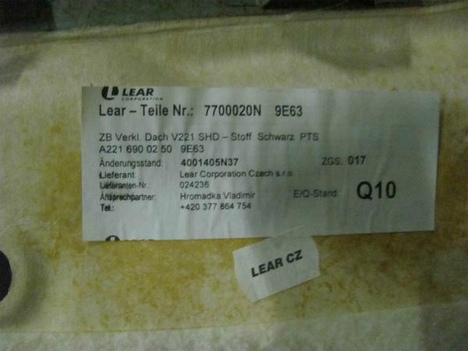 LEAR
CORPORATION
Lear – Teile Nr.: 7700020N 9E63
ZB Verkl. Dach V221 SHD – Stoff Schwarz PTS
A221 690 02 50 9E63
Änderungsstand: 4001405N37 ZGS: 017
Lieferant: Lear Corporation Czech s.r.o.
Lieferanten-Nr.: 024236
Ansprechpartner: Hromadka Vladimir E/Q-Stand: Q10
Tel.: +420 377 664 754
LEAR CZ